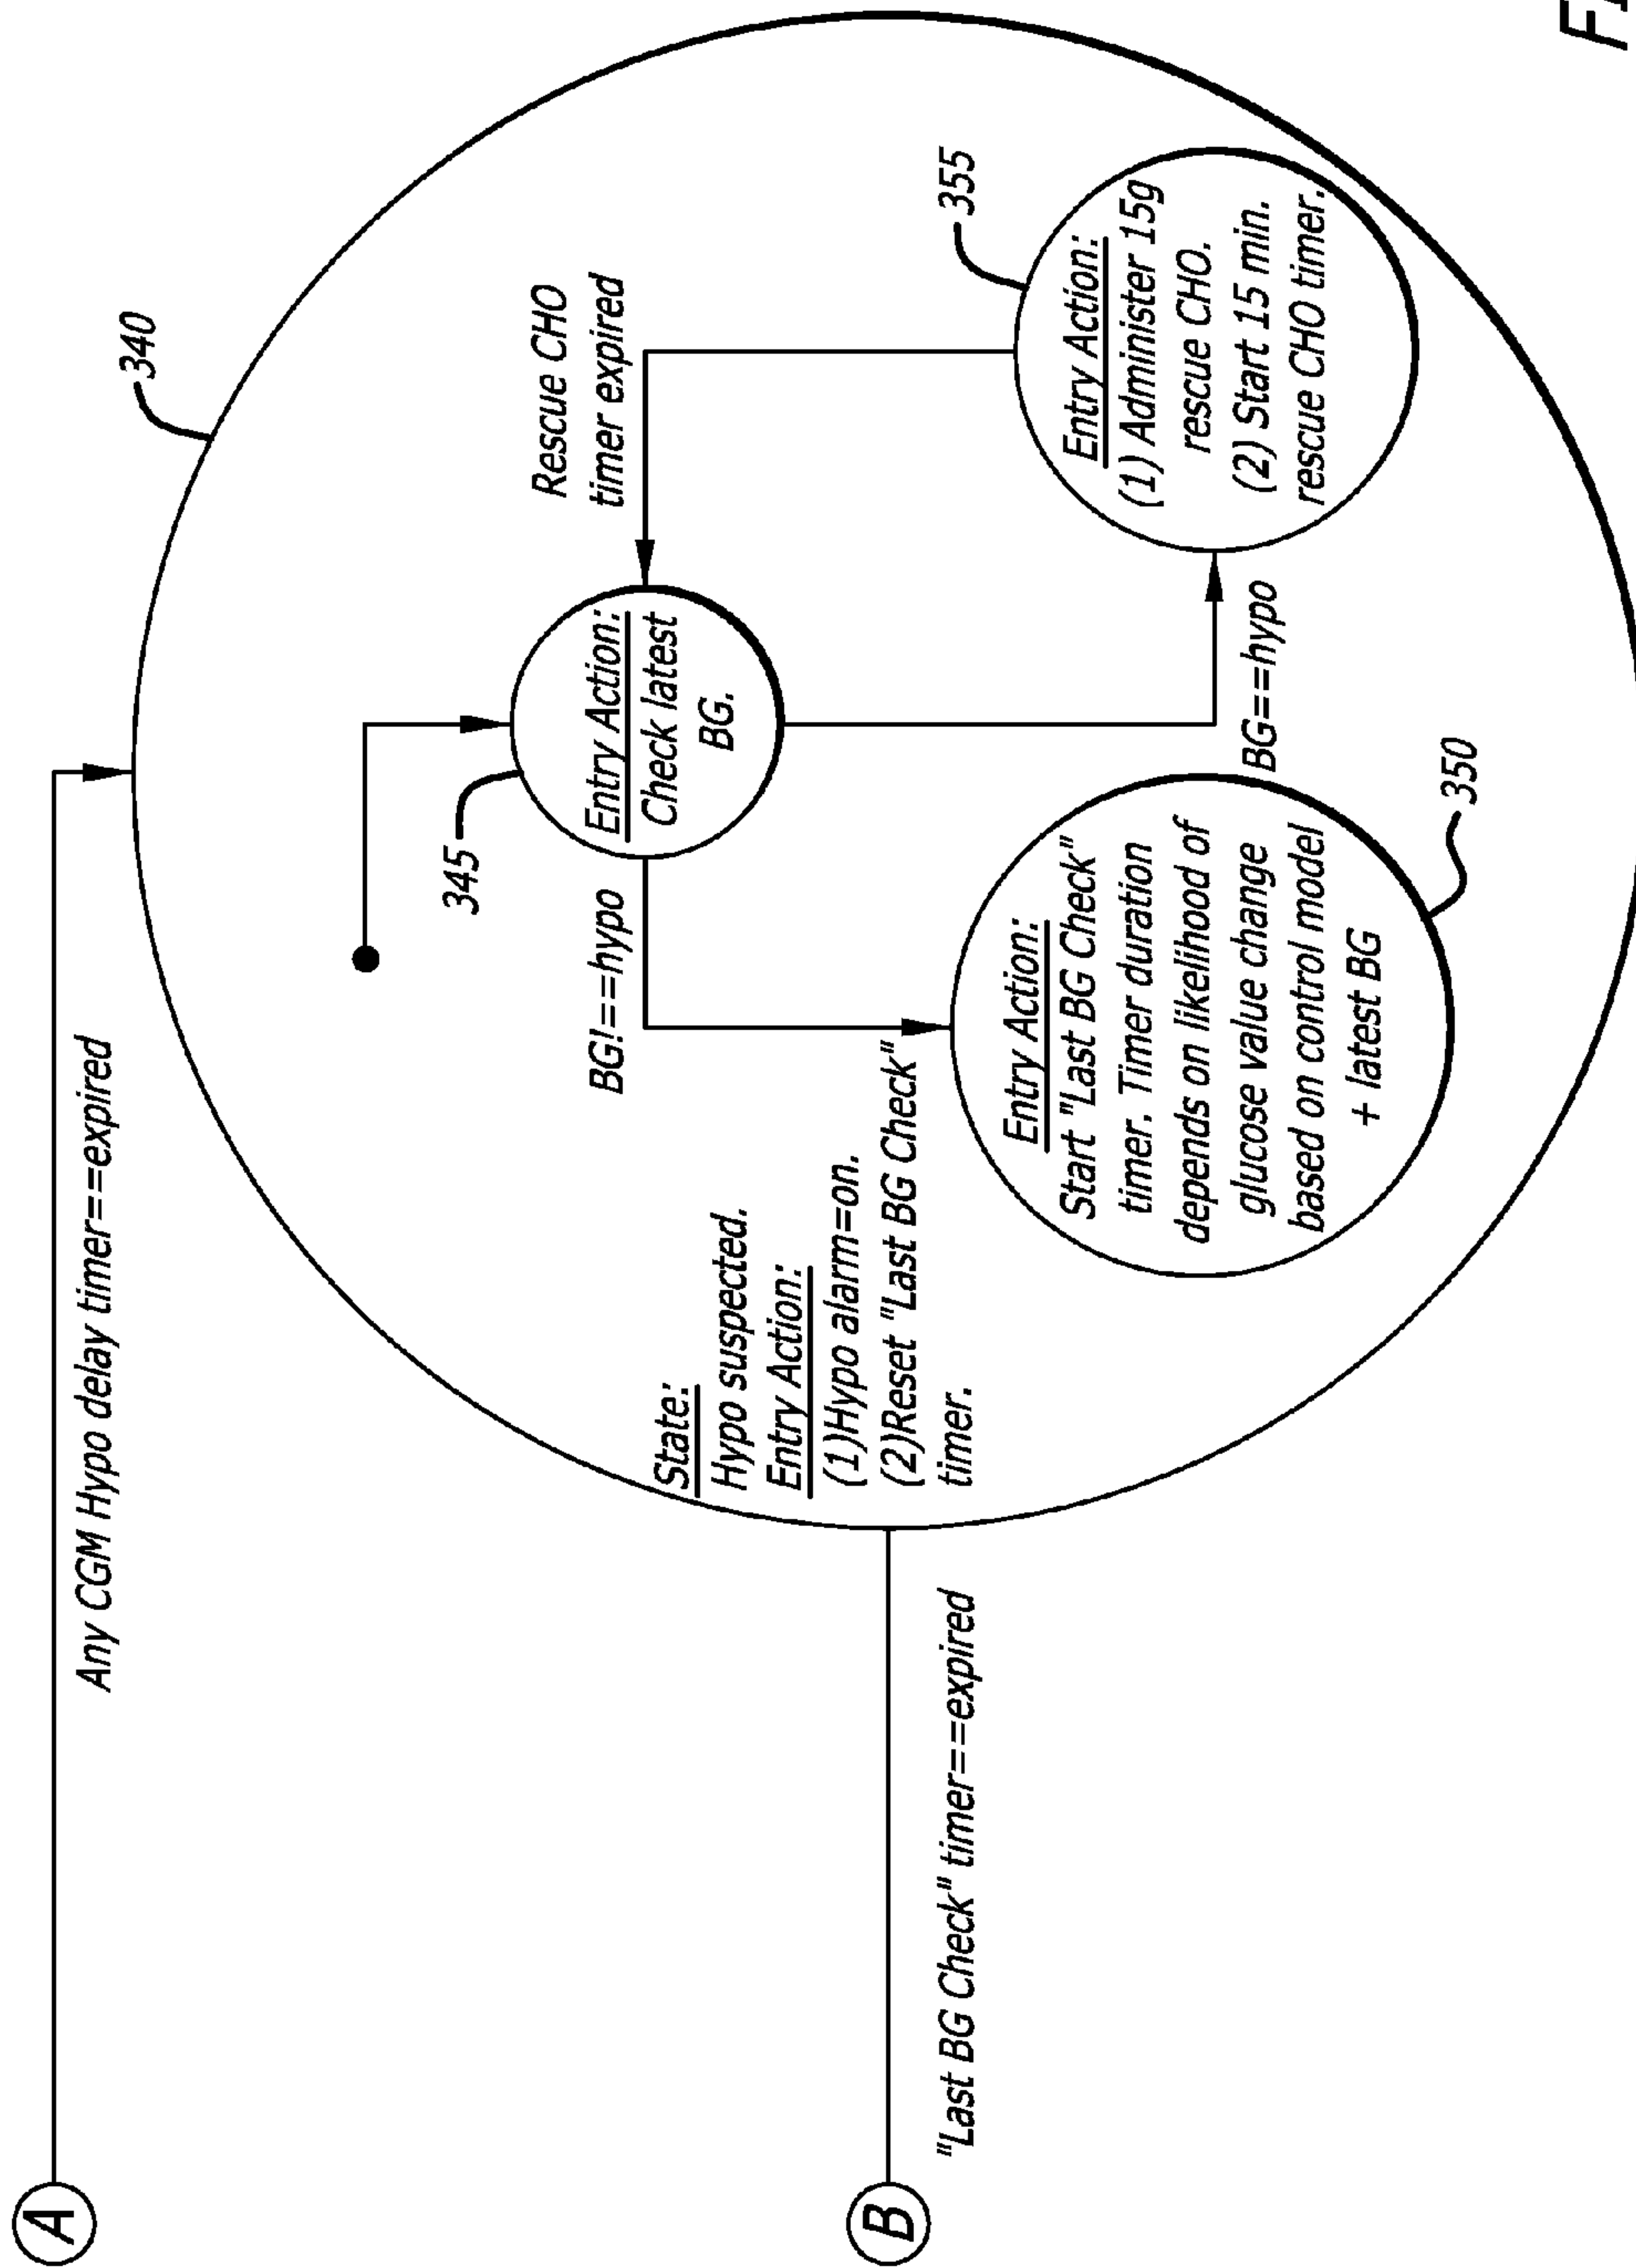 A
Any CGM Hypo delay timer==expired
340
Rescue CHO
timer expired
345
Entry Action:
Check latest
BG.
355
BG!==hypo
Entry Action:
(1) Administer 15g
rescue CHO.
(2) Start 15 min.
rescue CHO timer.
BG==hypo
State:
Hypo suspected.
Entry Action:
(1)Hypo alarm=on.
(2)Reset "Last BG Check"
timer.
B
"Last BG Check" timer==expired
Entry Action:
Start "Last BG Check"
timer. Timer duration
depends on likelihood of
glucose value change
based on control model
+ latest BG
350